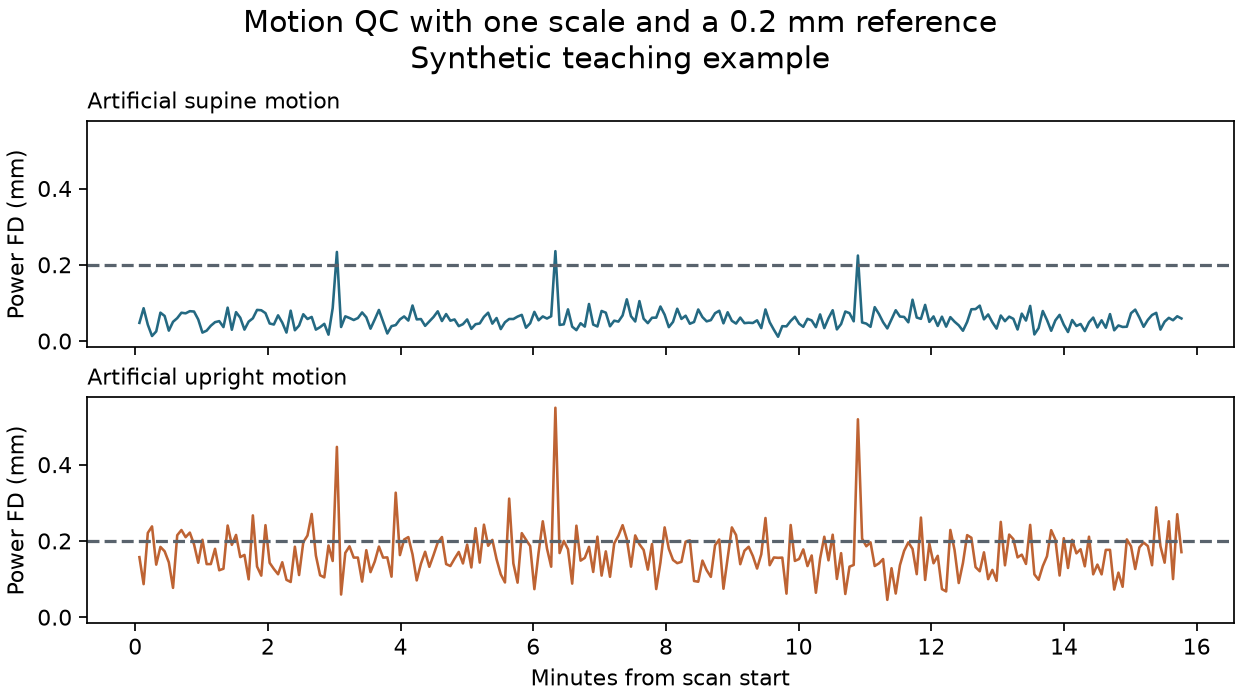 Motion QC with one scale and a 0.2 mm reference
Synthetic teaching example
Artificial supine motion
Power FD (mm)
0.4
0.2
0.0
Artificial upright motion
Power FD (mm)
0.4
0.2
0.0
0 2 4 6 8 10 12 14 16
Minutes from scan start